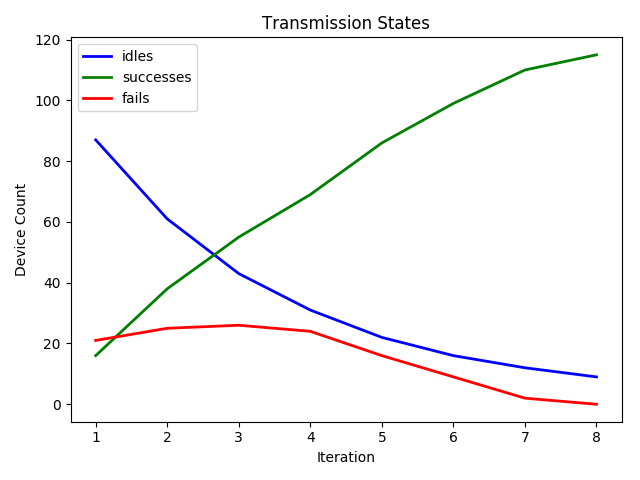 Transmission States
idles
successes
fails
120
100
80
60
40
20
0
Device Count
1 2 3 4 5 6 7 8
Iteration